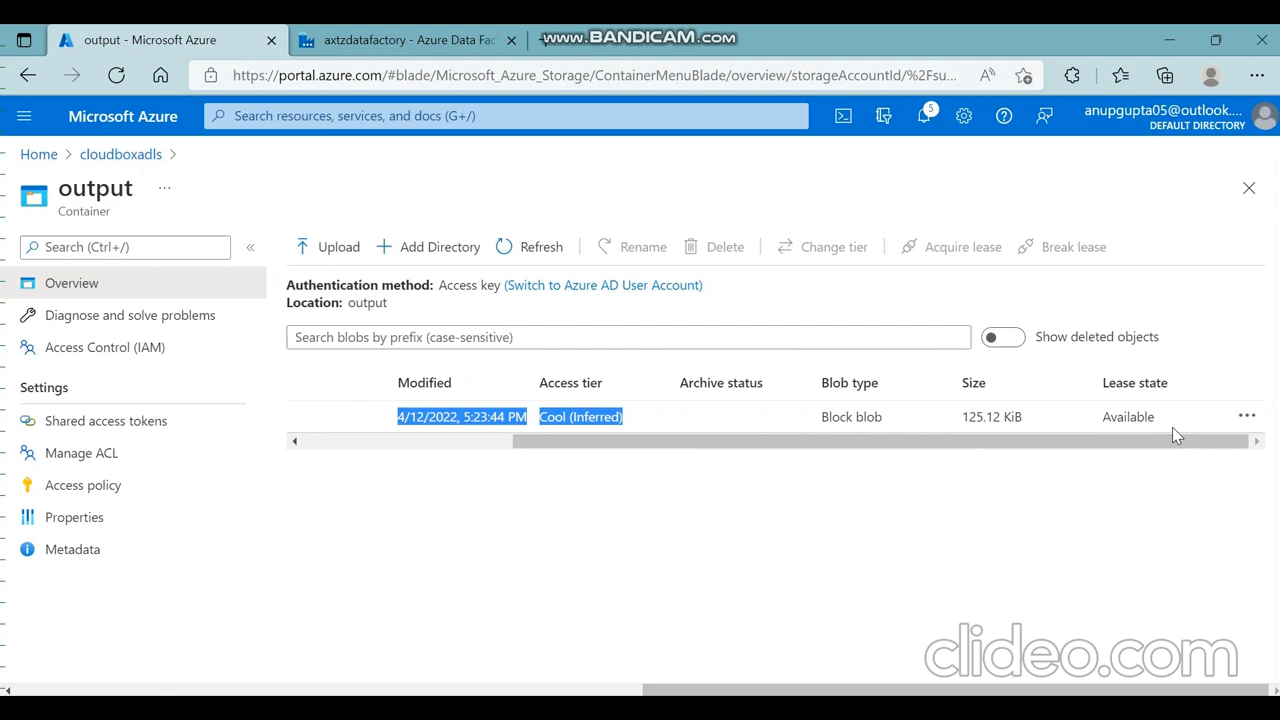 output - Microsoft Azure
axtzdatafactory - Azure Data Fac
www.BANDICAM.com
https://portal.azure.com/#blade/Microsoft_Azure_Storage/ContainerMenuBlade/overview/storageAccountId/%2Fsu...
Microsoft Azure
Search resources, services, and docs (G+/)
5
anupgupta05@outlook....
DEFAULT DIRECTORY
Home > cloudboxadls >
output ...
Container
Search (Ctrl+/)
Upload
Add Directory
Refresh
Rename
Delete
Change tier
Acquire lease
Break lease
Overview
Diagnose and solve problems
Access Control (IAM)
Settings
Shared access tokens
Manage ACL
Access policy
Properties
Metadata
Authentication method: Access key (Switch to Azure AD User Account)
Location: output
Search blobs by prefix (case-sensitive)
Show deleted objects
Modified Access tier Archive status Blob type Size Lease state
4/12/2022, 5:23:44 PM Cool (Inferred) Block blob 125.12 KiB Available ...
clideo.com